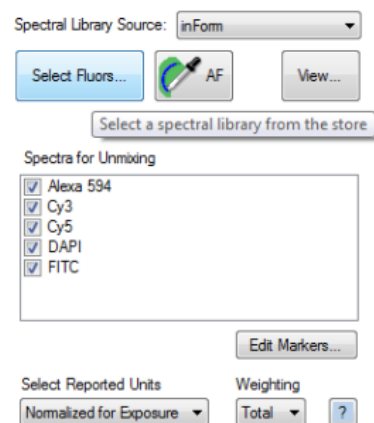 Spectral Library Source: inForm
Select Fluors... AF View...
Select a spectral library from the store
Spectra for Unmixing
Alexa 594
Cy3
Cy5
DAPI
FITC
Edit Markers...
Select Reported Units Weighting
Normalized for Exposure Total ?